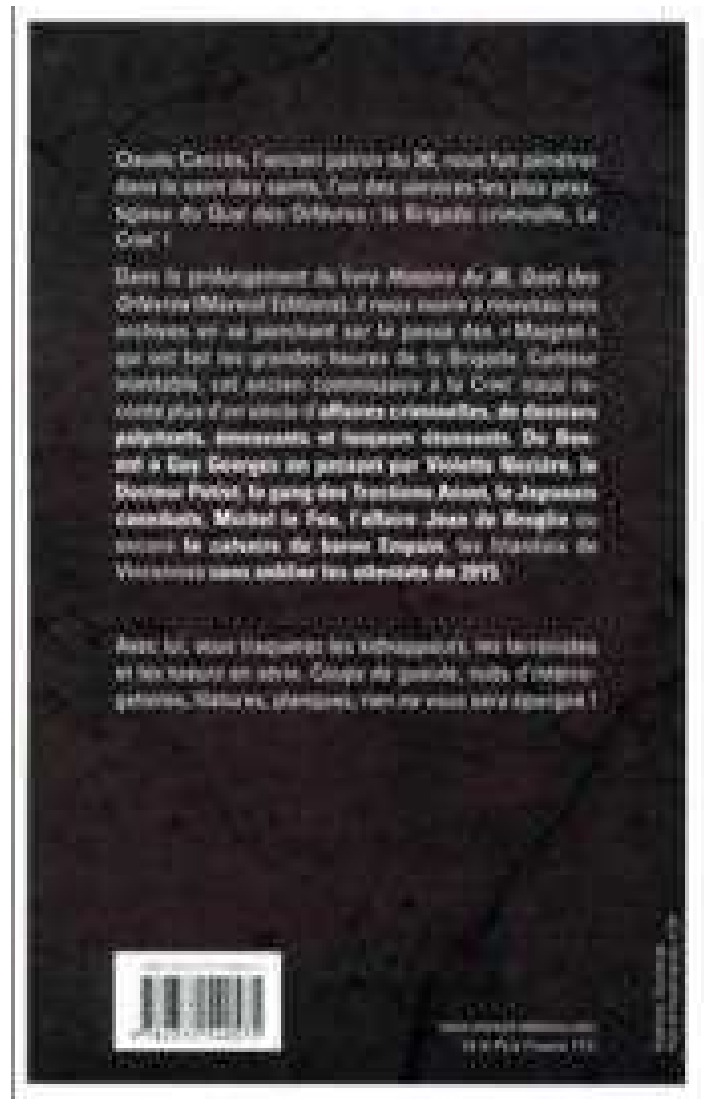 Claude Cancès, l'ancien patron du 36, nous fait pénétrer
dans le saint des saints, l'un des services les plus pres-
tigieux du Quai des Orfèvres : la Brigade criminelle, La
Crim' !
Dans le prolongement du livre Histoire du 36, Quai des
Orfèvres (Mareuil Editions), il nous ouvre à nouveau ses
archives en se penchant sur le passé des « Maigret »
qui ont fait les grandes heures de la Brigade. Conteur
inimitable, cet ancien commissaire à la Crim' nous ra-
conte plus d'un siècle d'affaires criminelles, de dossiers
palpitants, émouvants et toujours étonnants. De Bon-
not à Guy Georges en passant par Violette Nozière, le
Docteur Petiot, le gang des Tractions Avant, le Japonais
cannibale, Michel le Fou, l'affaire Jean de Broglie ou
encore le calvaire du baron Empain, les Irlandais de
Vincennes sans oublier les attentats de 2015.
Avec lui, vous traquerez les kidnappeurs, les terroristes
et les tueurs en série. Coups de gueule, nuits d'interro-
gatoires, filatures, planques, rien ne vous sera épargné !